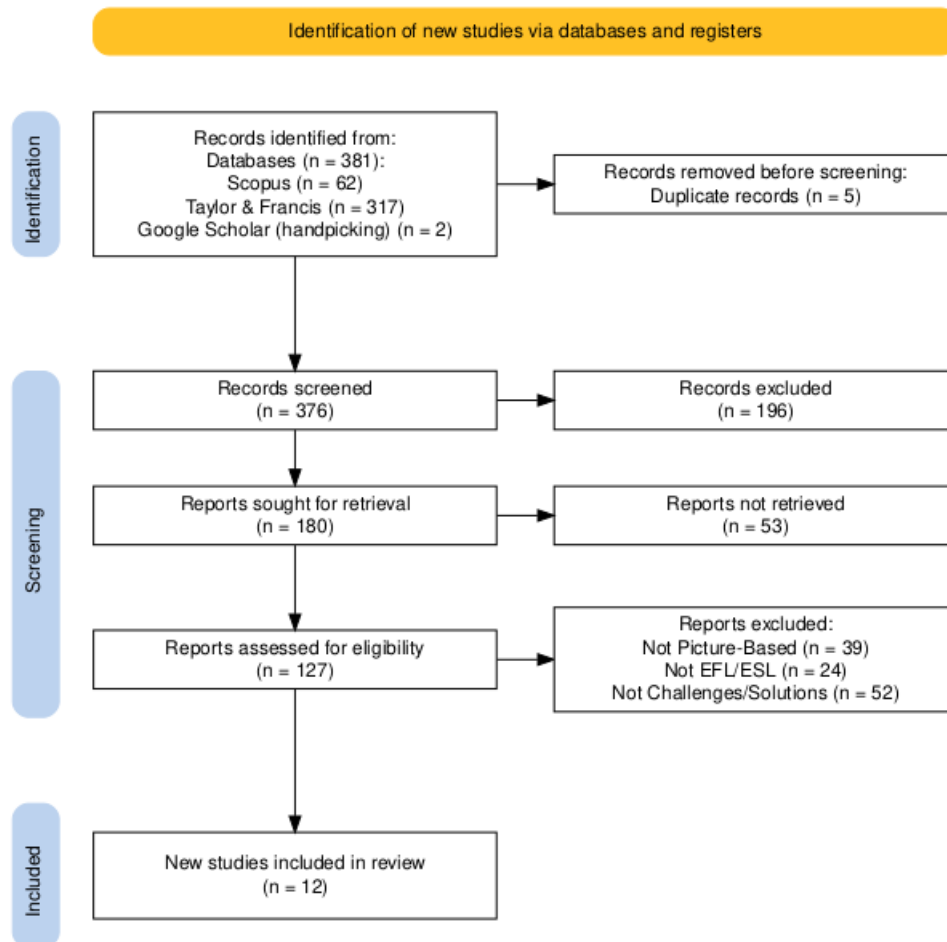 Identification of new studies via databases and registers
Identification
Records identified from:
Databases (n = 381):
Scopus (n = 62)
Taylor & Francis (n = 317)
Google Scholar (handpicking) (n = 2)
Records removed before screening:
Duplicate records (n = 5)
Screening
Records screened
(n = 376)
Records excluded
(n = 196)
Reports sought for retrieval
(n = 180)
Reports not retrieved
(n = 53)
Reports assessed for eligibility
(n = 127)
Reports excluded:
Not Picture-Based (n = 39)
Not EFL/ESL (n = 24)
Not Challenges/Solutions (n = 52)
Included
New studies included in review
(n = 12)